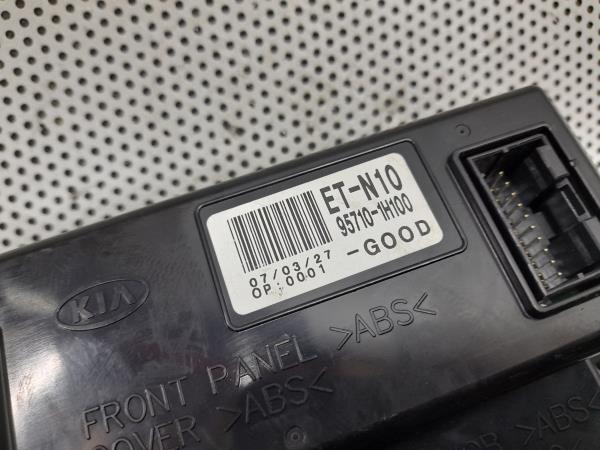 ET-N10
95710-1H100
-GOOD
07/03/27
OP:0001
KIA
FRONT PANEL >ABS<
COVER >ABS<
>ABS<